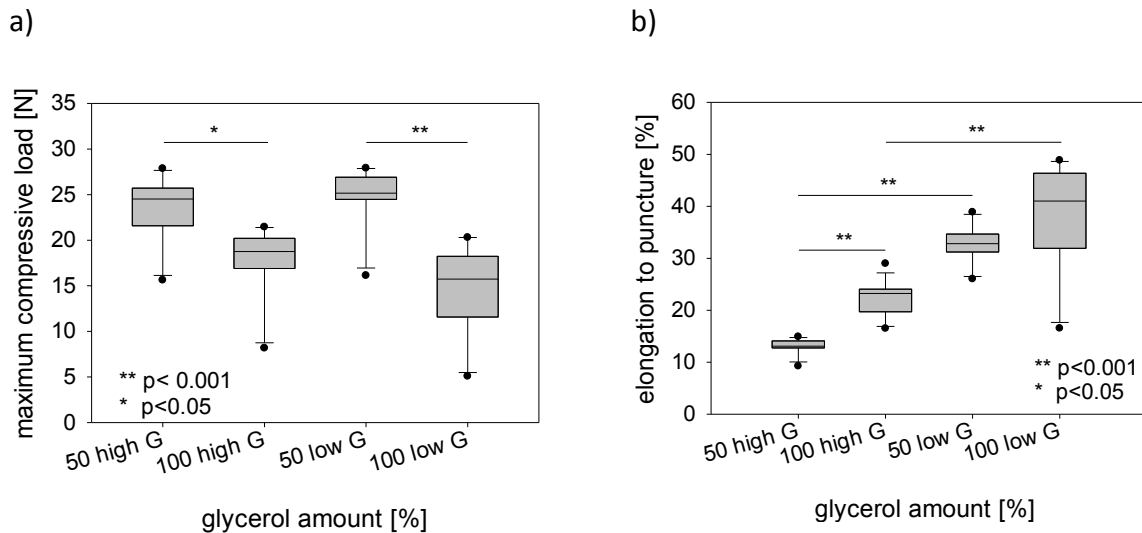 a)
maximum compressive load [N]
35
30
25
20
15
10
5
0
*
**
** p< 0.001
* p<0.05
50 high G
100 high G
50 low G
100 low G
glycerol amount [%]
b)
elongation to puncture [%]
60
50
40
30
20
10
0
**
**
**
** p<0.001
* p<0.05
50 high G
100 high G
50 low G
100 low G
glycerol amount [%]